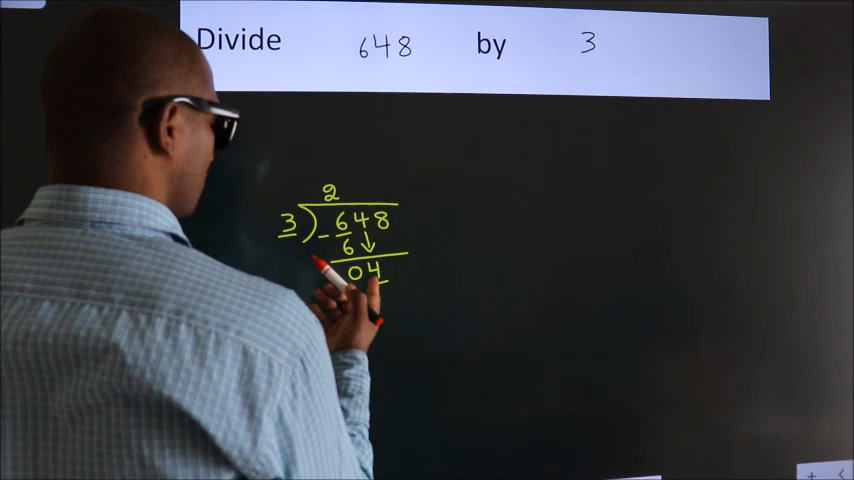 Divide 648 by 3
2
3 ) - 648
6 ↓
04
+ <